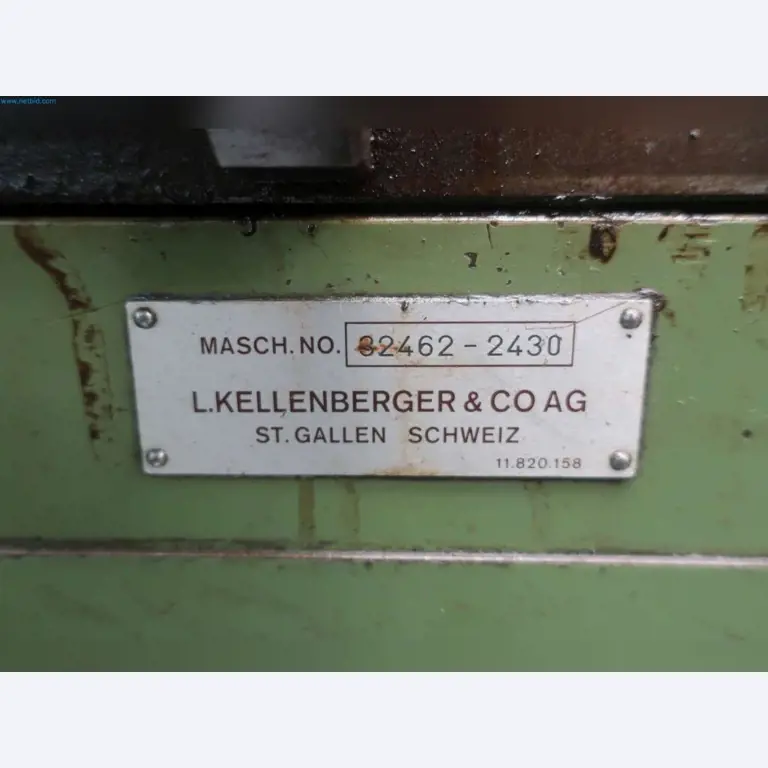 www.netbid.com
MASCH. NO. 82462-2430
L. KELLENBERGER & CO AG
ST. GALLEN SCHWEIZ
11.820.158